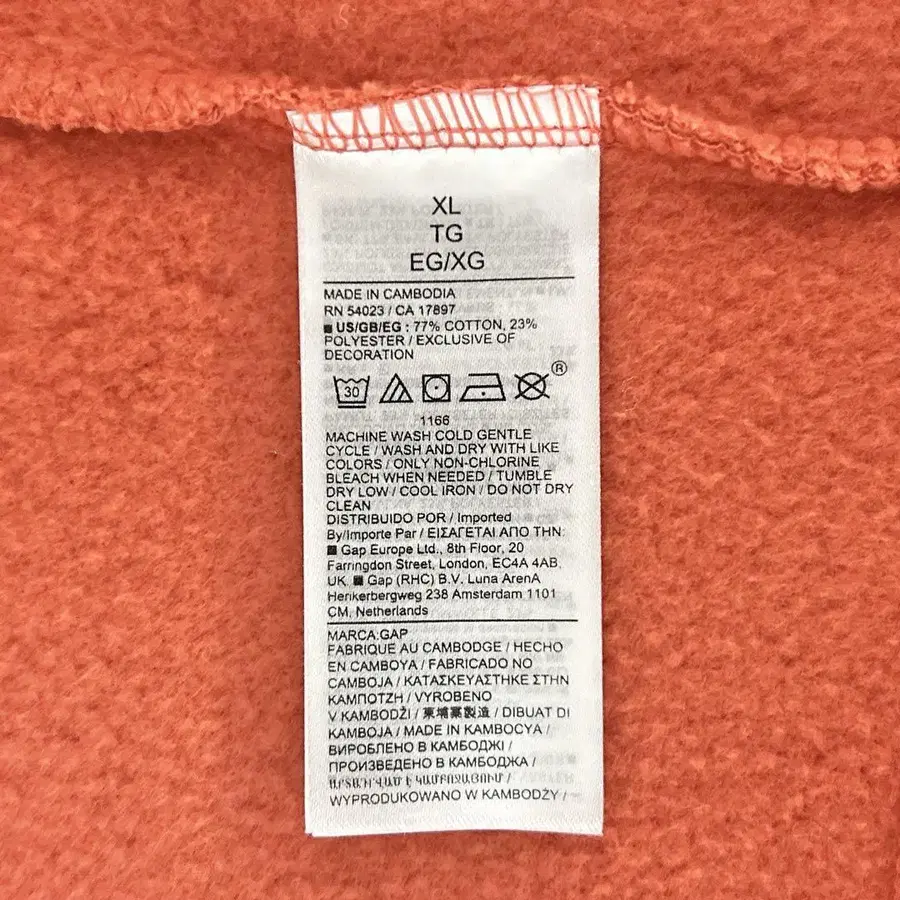 XL
TG
EG/XG
MADE IN CAMBODIA
RN 54023 / CA 17897
US/GB/EG : 77% COTTON, 23%
POLYESTER / EXCLUSIVE OF
DECORATION
30
®
1166
MACHINE WASH COLD GENTLE
CYCLE / WASH AND DRY WITH LIKE
COLORS / ONLY NON-CHLORINE
BLEACH WHEN NEEDED / TUMBLE
DRY LOW / COOL IRON / DO NOT DRY
CLEAN
DISTRIBUIDO POR / Imported
By/Importe Par / ΕΙΣΑΓΕΤΑΙ ΑΠΟ ΤΗΝ:
Gap Europe Ltd., 8th Floor, 20
Farringdon Street, London, EC4A 4AB,
UK. Gap (RHC) B.V. Luna ArenA
Herikerbergweg 238 Amsterdam 1101
CM, Netherlands
MARCA:GAP
FABRIQUE AU CAMBODGE / HECHO
EN CAMBOYA / FABRICADO NO
CAMBOJA / ΚΑΤΑΣΚΕΥΑΣΤΗΚΕ ΣΤΗΝ
ΚΑΜΠΟΤΖΗ / VYROBENO
V KAMBODŽI / 柬埔寨製造 / DIBUAT DI
KAMBOJA / MADE IN KAMBOCYA /
ВИРОБЛЕНО В КАМБОДЖІ /
ПРОИЗВЕДЕНО В КАМБОДЖА /
ԱՐՏԱԴՐՎԱԾ Է ԿԱՄԲՈՋԱՅՈՒՄ /
WYPRODUKOWANO W KAMBODŻY /